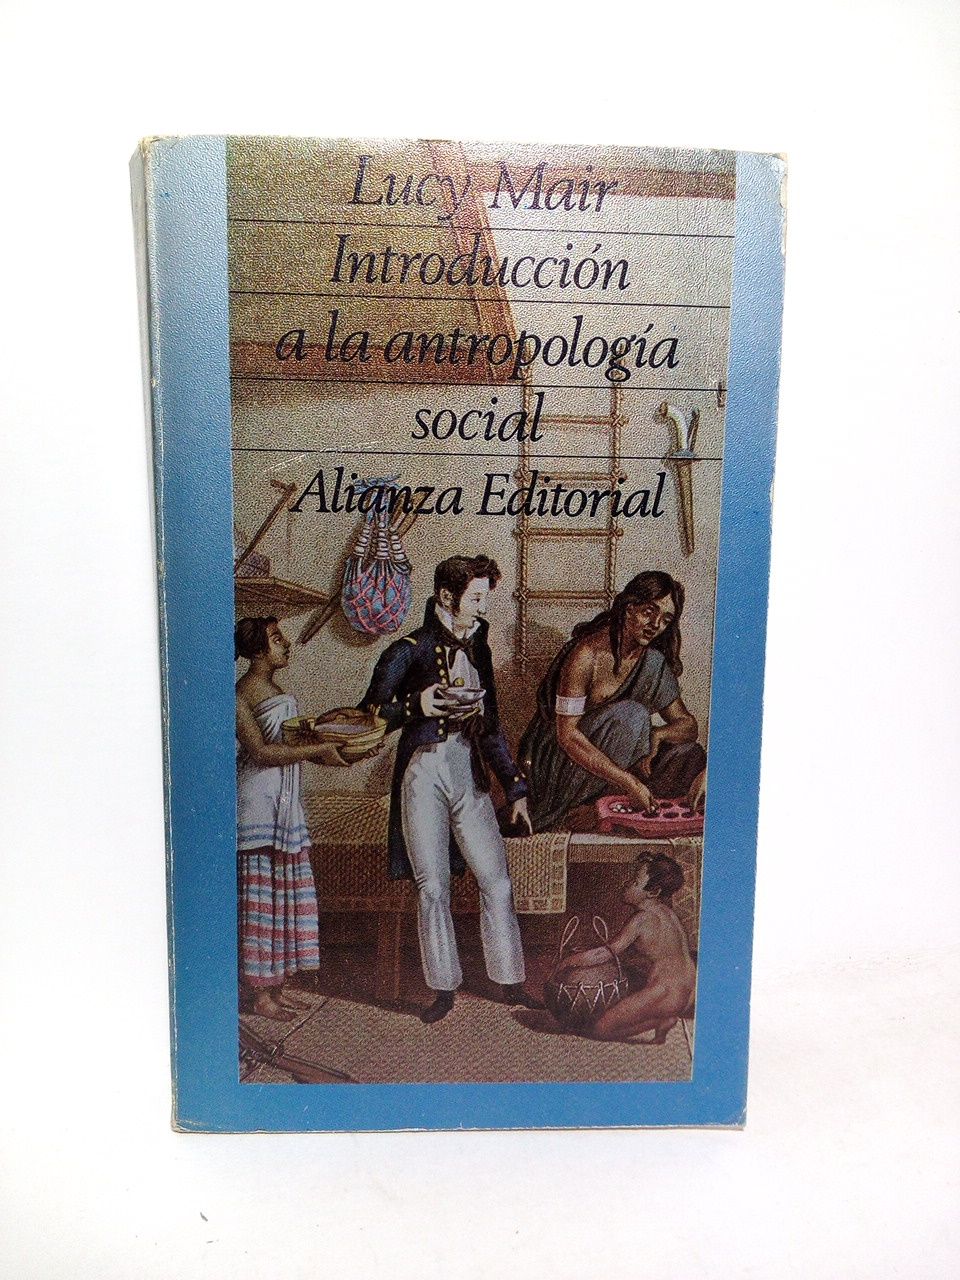 Lucy Mair
Introducción
a la antropología
social
Alianza Editorial